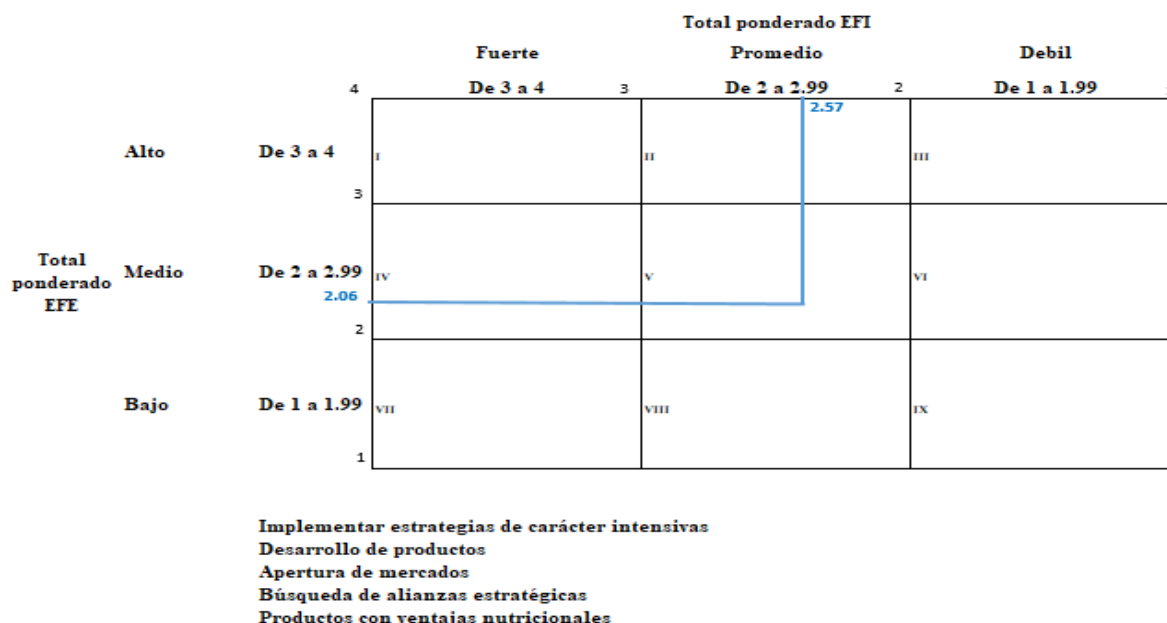 Total ponderado EFI
Fuerte Promedio Debil
4 De 3 a 4 3 De 2 a 2.99 2 De 1 a 1.99
2.57
Alto De 3 a 4 I II III
3
Total ponderado EFE Medio De 2 a 2.99 IV V VI
2.06
2
Bajo De 1 a 1.99 VII VIII IX
1
Implementar estrategias de carácter intensivas
Desarrollo de productos
Apertura de mercados
Búsqueda de alianzas estratégicas
Productos con ventajas nutricionales